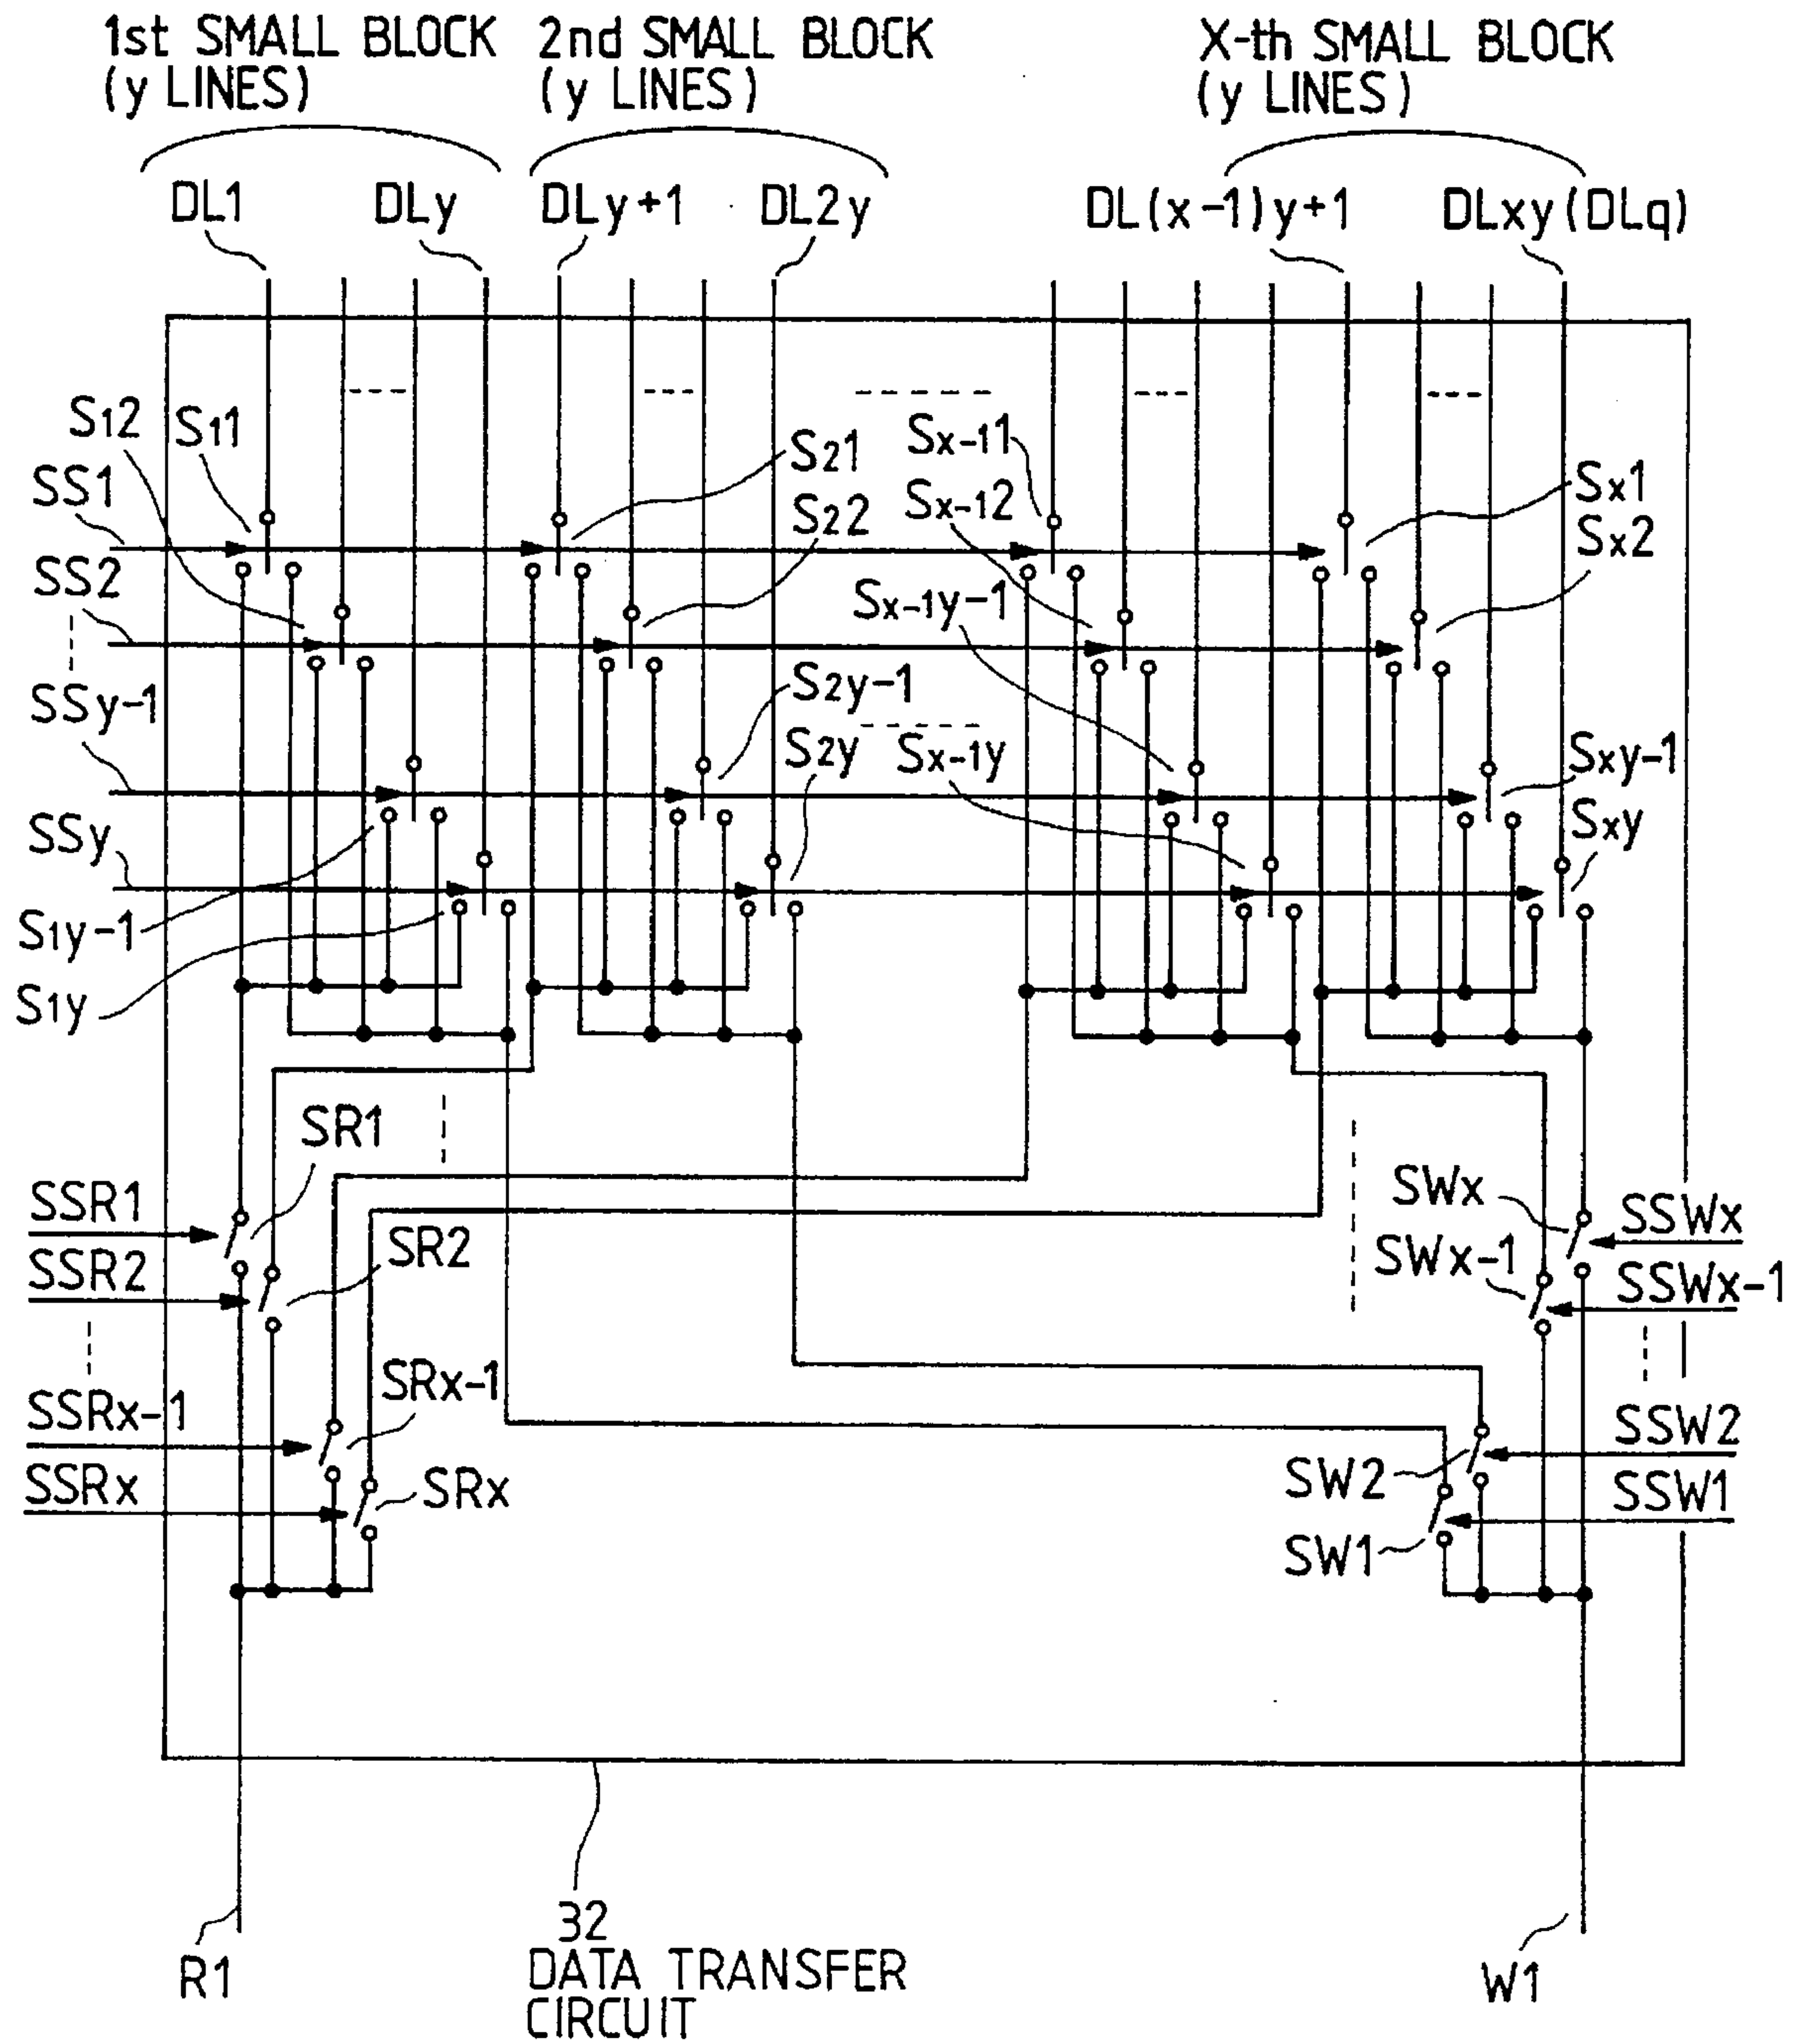 1st SMALL BLOCK
(y LINES)
2nd SMALL BLOCK
(y LINES)
X-th SMALL BLOCK
(y LINES)
DL1
DLy
DLy+1
DL2y
DL(x-1)y+1
DLxy(DLq)
S12
S11
SS1
SS2
SSy-1
SSy
S1y-1
S1y
S21
S22
S2y-1
S2y
Sx-11
Sx-12
Sx-1y-1
Sx-1y
Sx1
Sx2
Sxy-1
Sxy
SR1
SSR1
SR2
SSR2
SRx-1
SSRx-1
SRx
SSRx
SWx
SSWx
SWx-1
SSWx-1
SW2
SSW2
SW1
SSW1
R1
32
DATA TRANSFER
CIRCUIT
W1